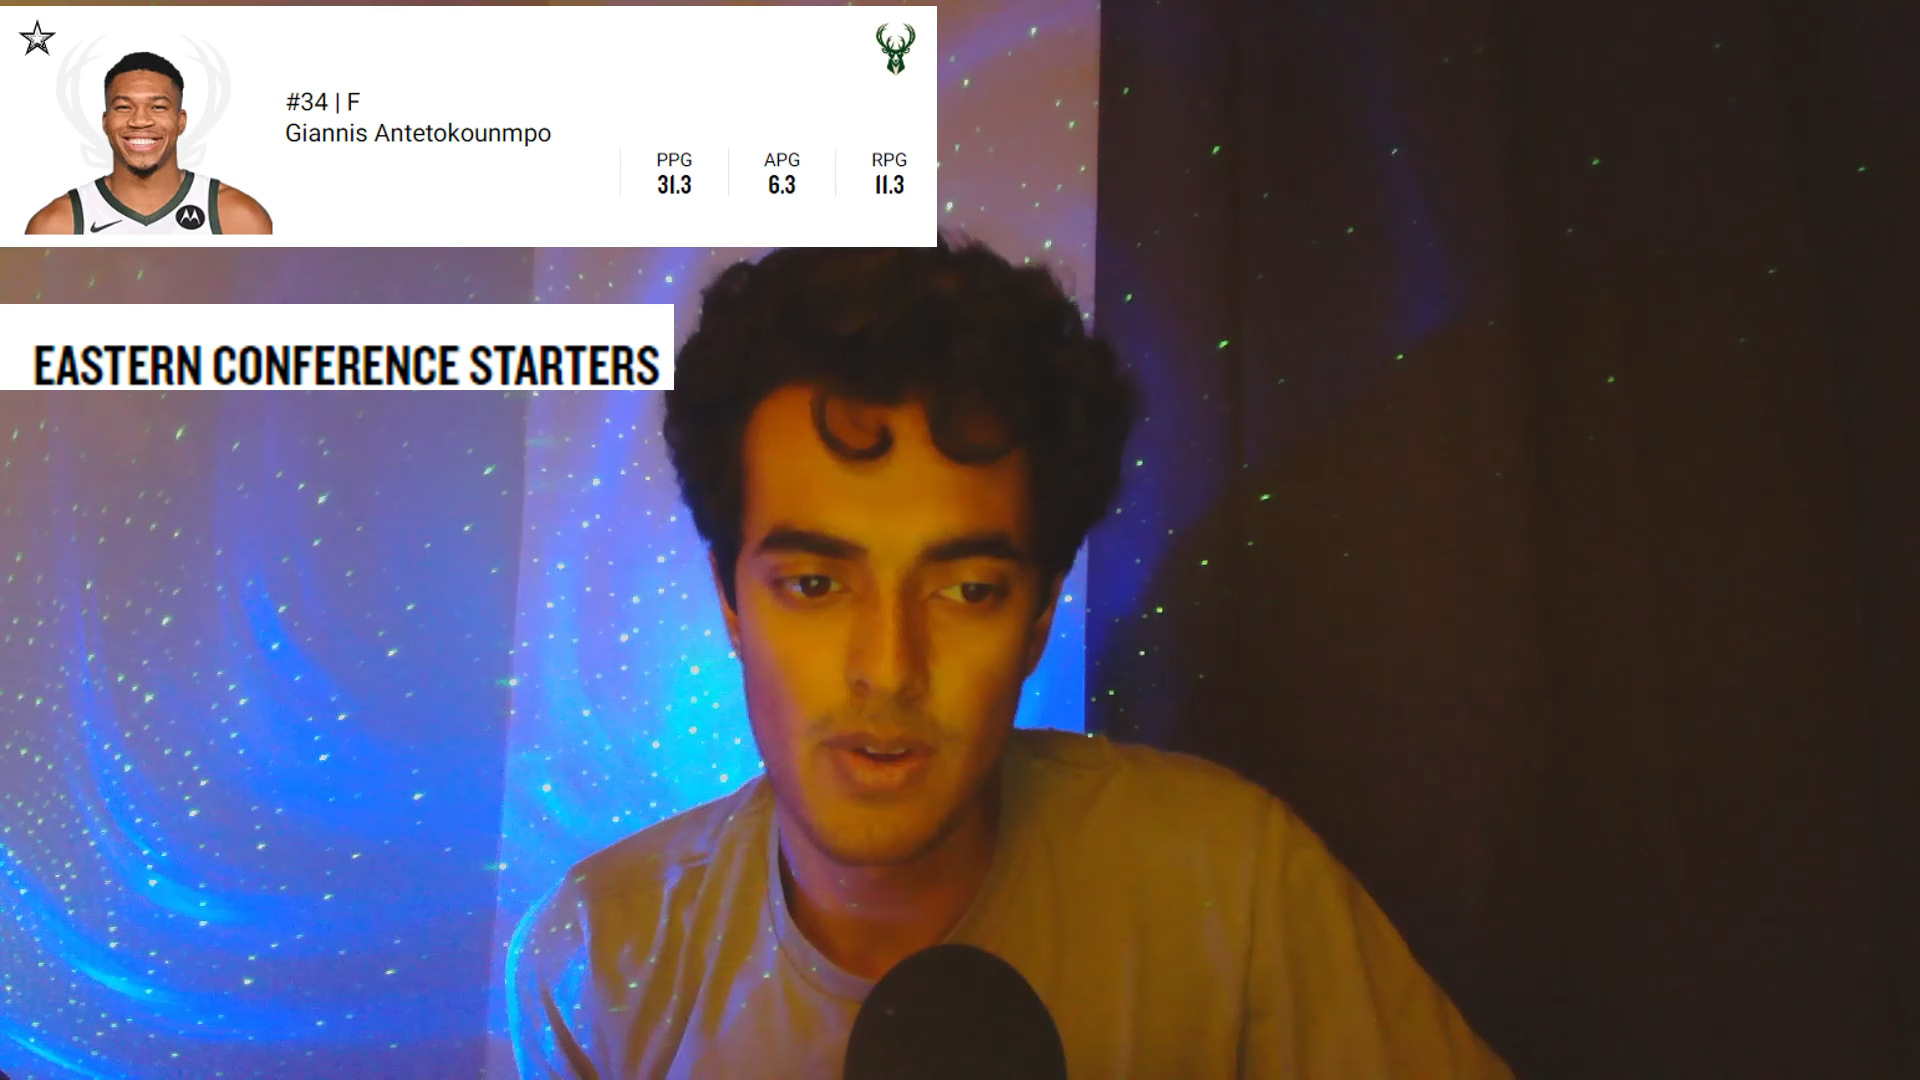 #34 | F
Giannis Antetokounmpo
PPG APG RPG
31.3 6.3 11.3
EASTERN CONFERENCE STARTERS